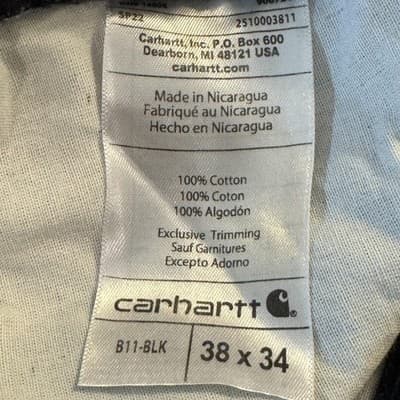 SP22 2510003811
Carhartt, Inc. P.O. Box 600
Dearborn, MI 48121 USA
carhartt.com
Made in Nicaragua
Fabriqué au Nicaragua
Hecho en Nicaragua
100% Cotton
100% Coton
100% Algodón
Exclusive Trimming
Sauf Garnitures
Excepto Adorno
carhartt
B11-BLK 38 x 34